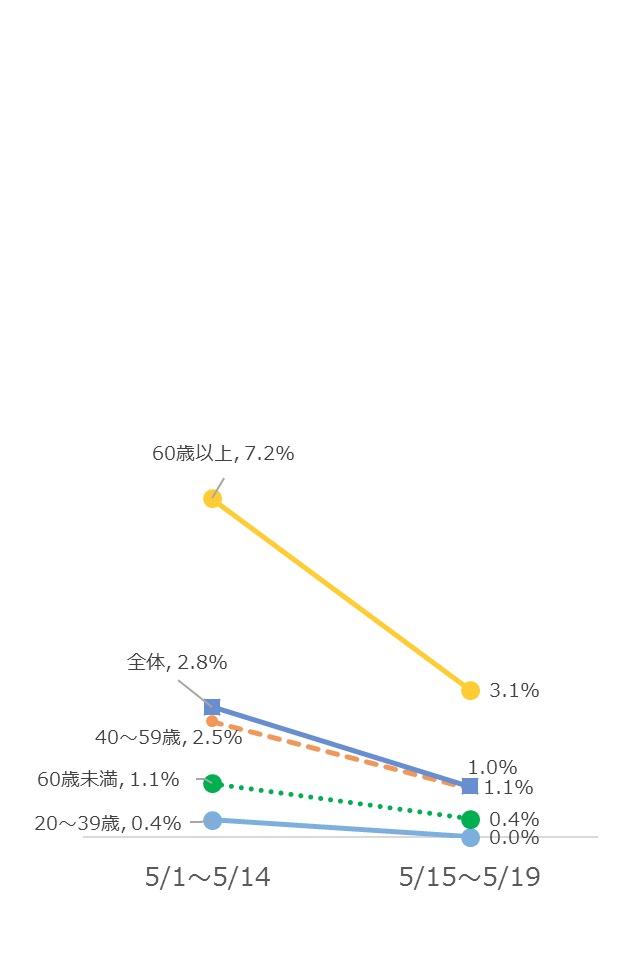 60歳以上, 7.2%
全体, 2.8%
3.1%
40～59歳, 2.5%
1.0%
60歳未満, 1.1%
1.1%
20～39歳, 0.4%
0.4%
0.0%
5/1～5/14
5/15～5/19